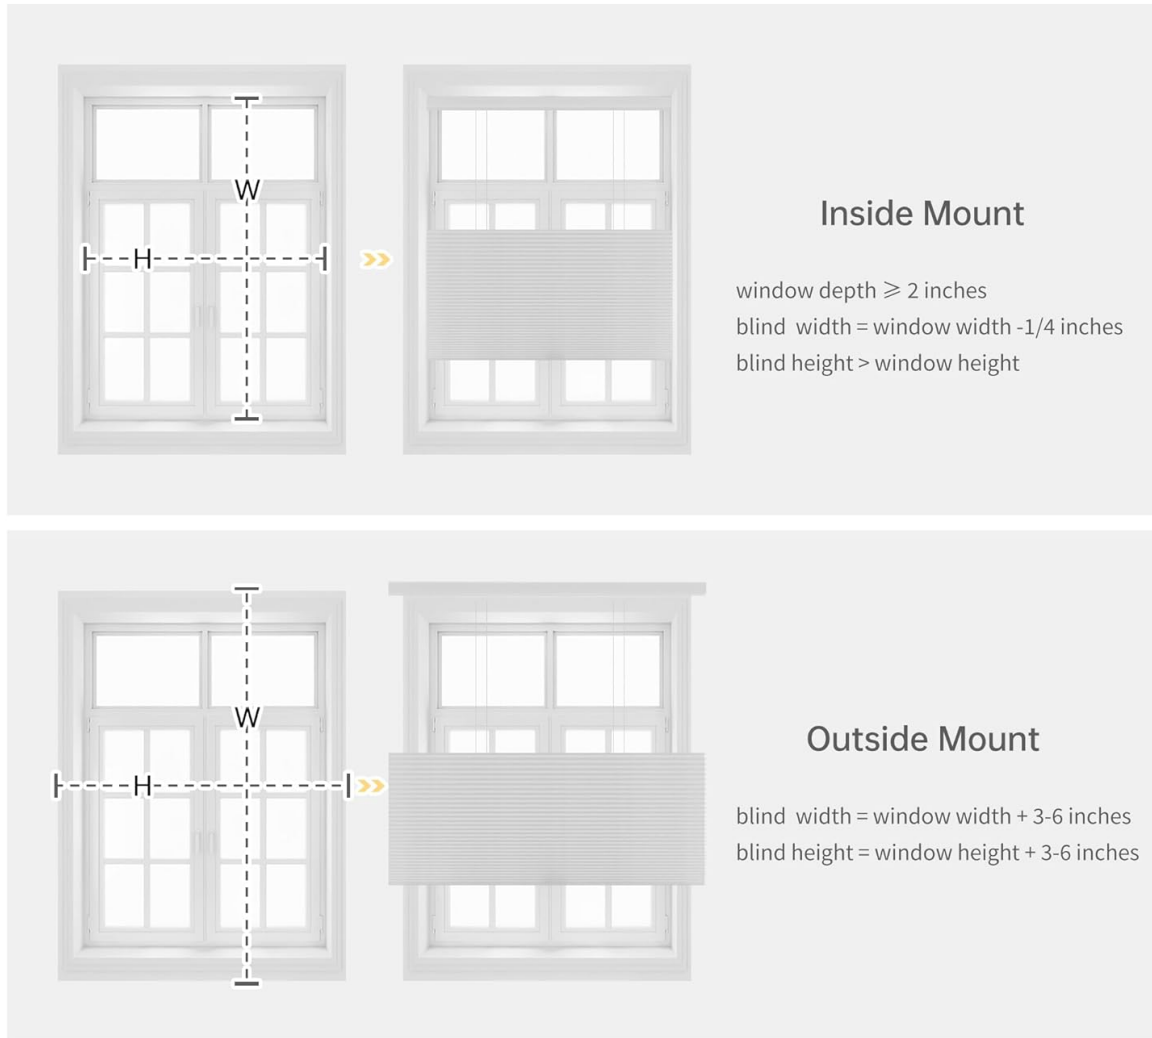 W
H
Inside Mount
window depth ⩾ 2 inches
blind  width = window width -1/4 inches
blind height > window height
W
H
Outside Mount
blind  width = window width + 3-6 inches
blind height = window height + 3-6 inches